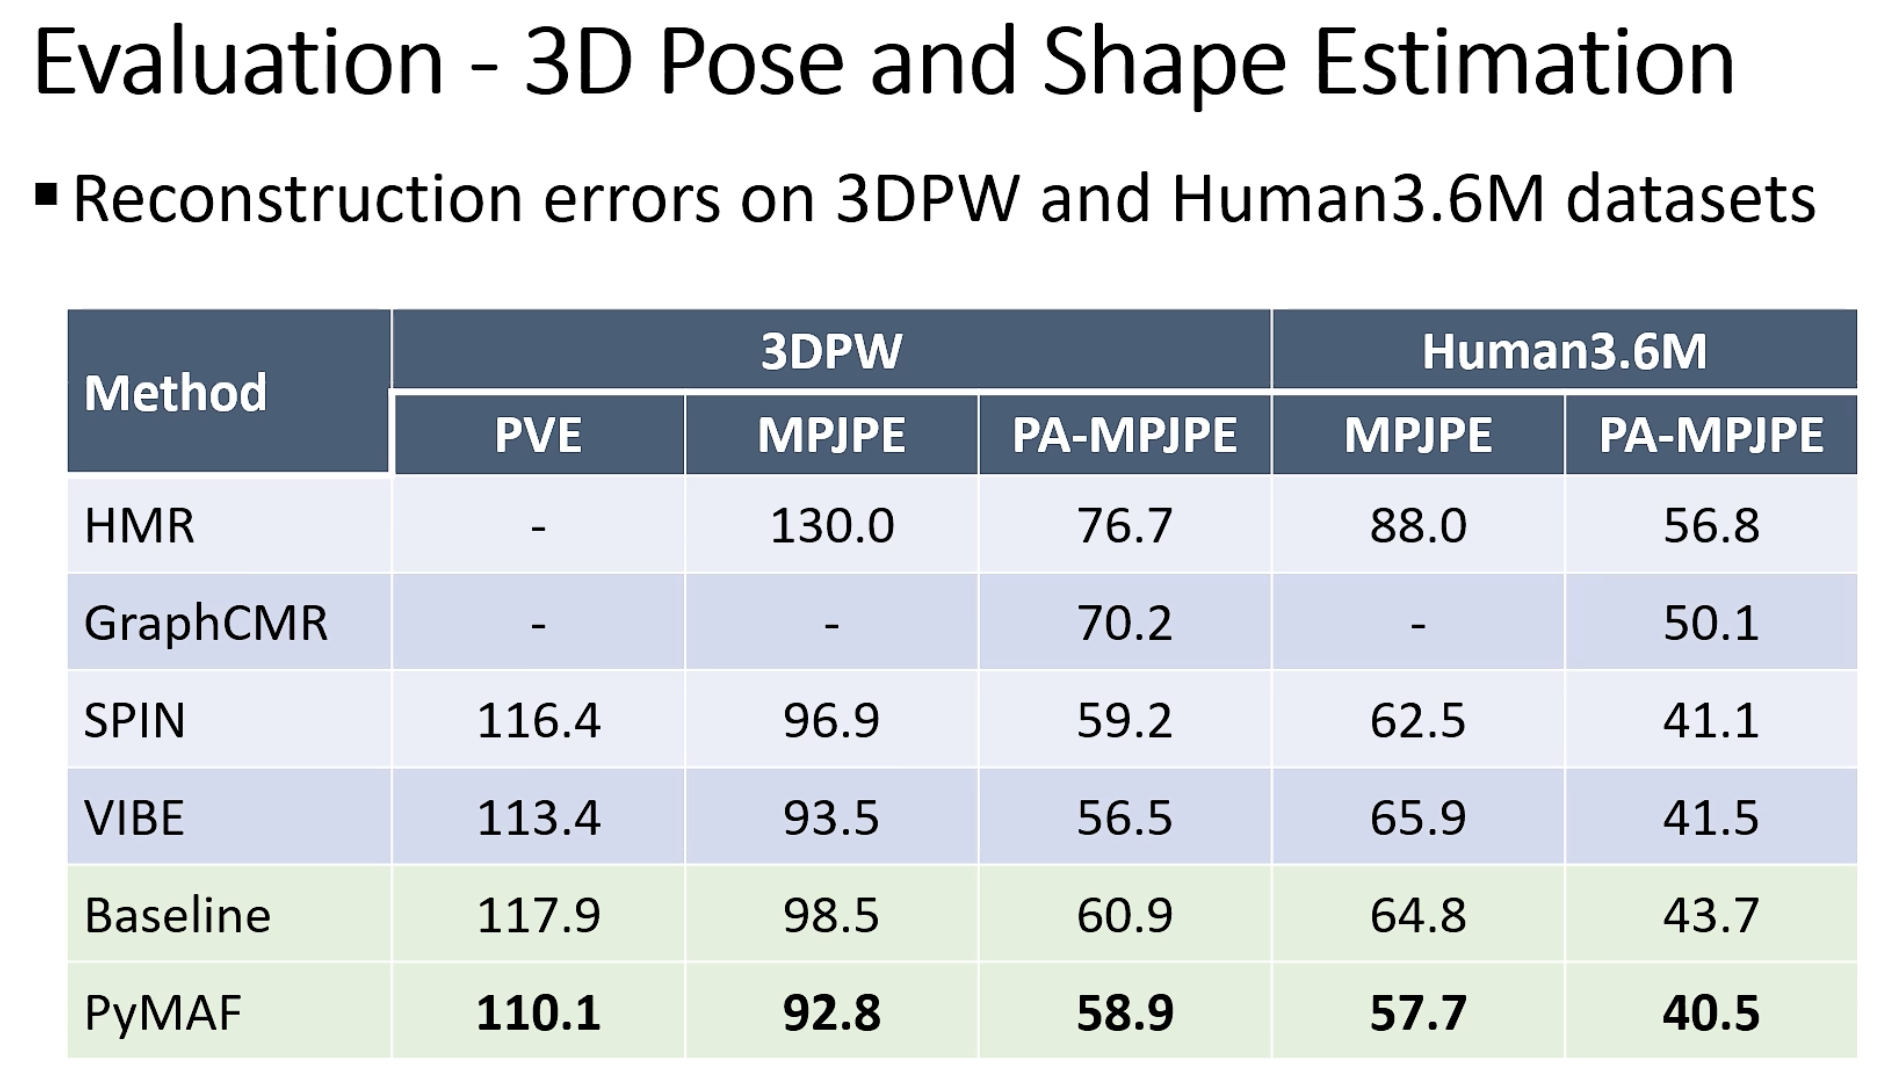 Evaluation - 3D Pose and Shape Estimation
▪ Reconstruction errors on 3DPW and Human3.6M datasets
Method 3DPW Human3.6M
PVE MPJPE PA-MPJPE MPJPE PA-MPJPE
HMR - 130.0 76.7 88.0 56.8
GraphCMR - - 70.2 - 50.1
SPIN 116.4 96.9 59.2 62.5 41.1
VIBE 113.4 93.5 56.5 65.9 41.5
Baseline 117.9 98.5 60.9 64.8 43.7
PyMAF 110.1 92.8 58.9 57.7 40.5